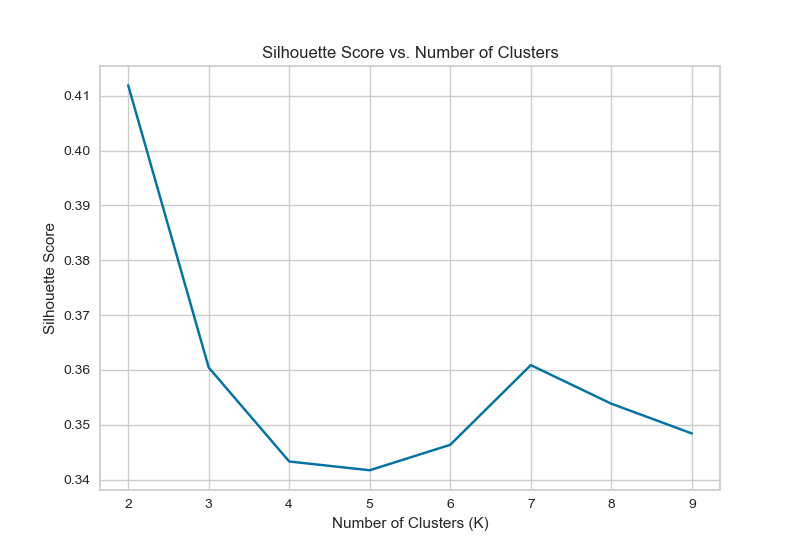 Silhouette Score vs. Number of Clusters
0.41
0.40
0.39
0.38
0.37
0.36
0.35
0.34
Silhouette Score
2 3 4 5 6 7 8 9
Number of Clusters (K)